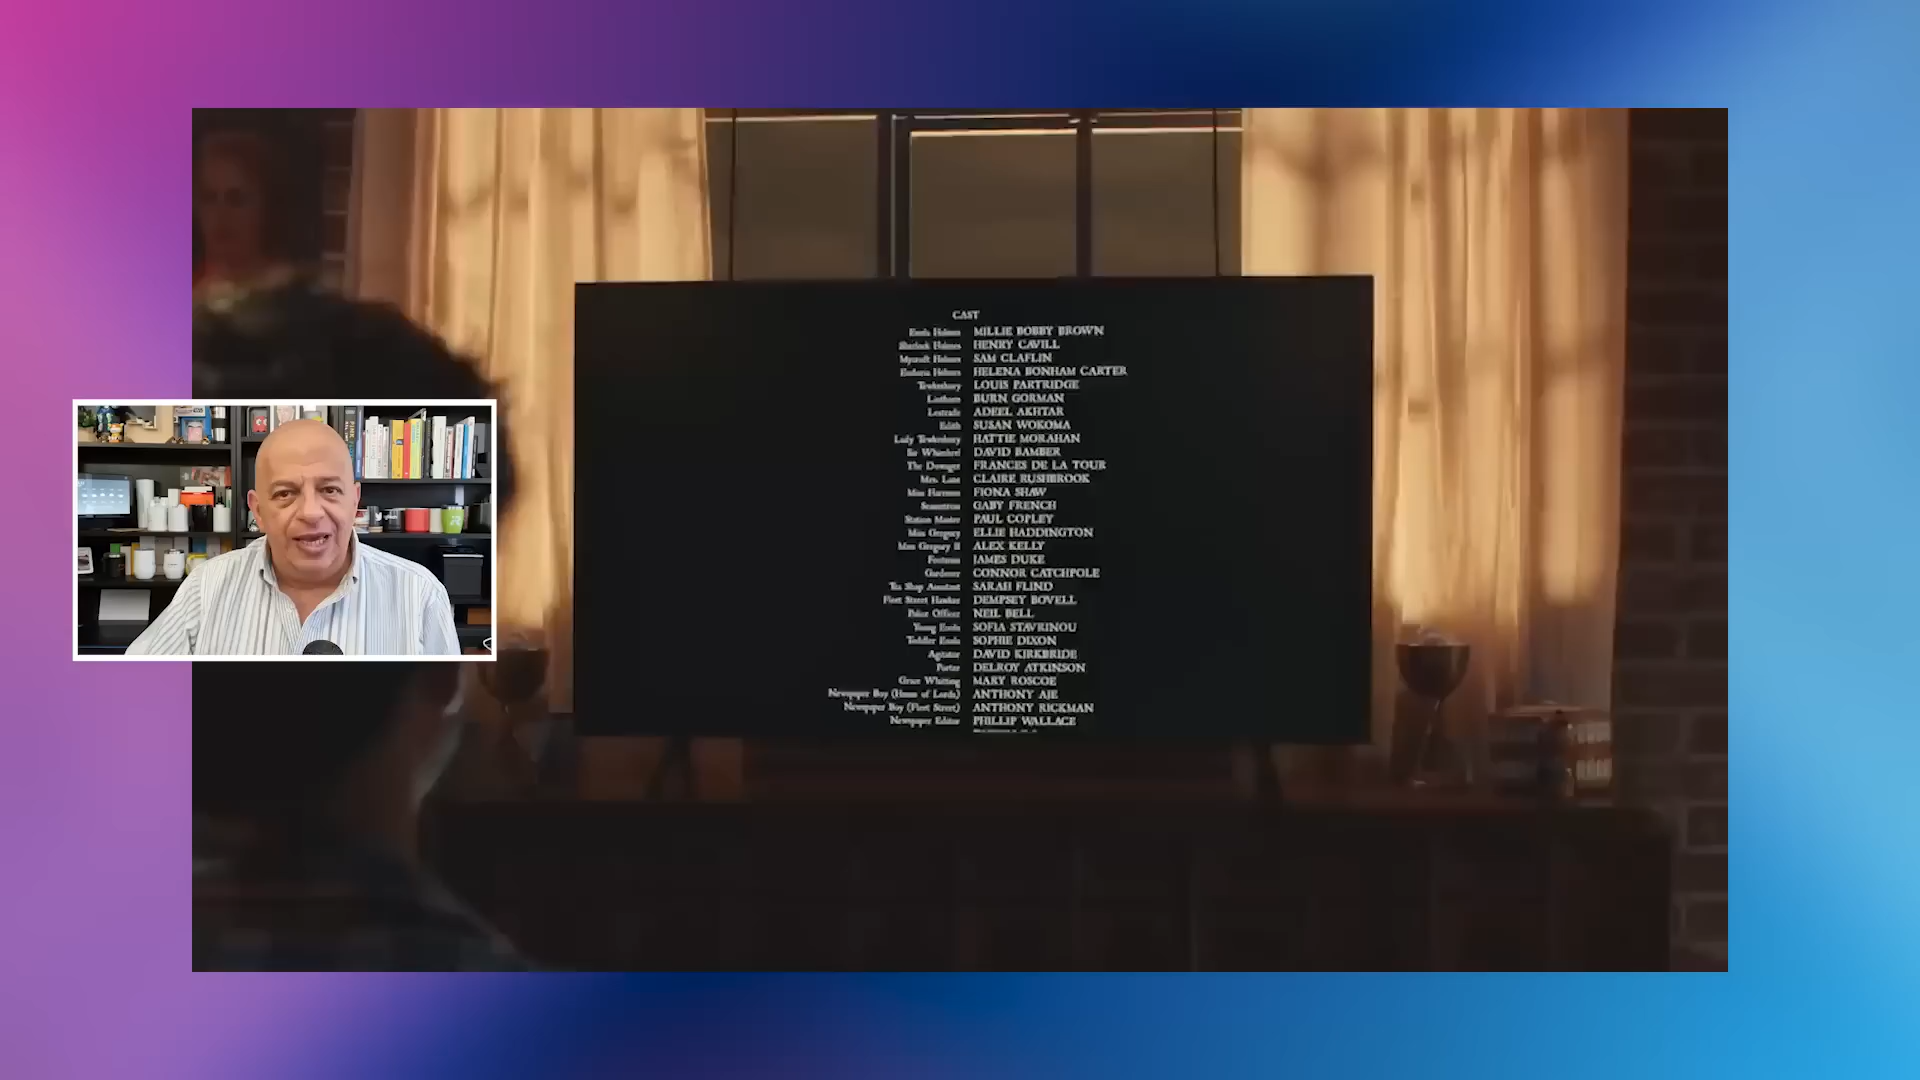 CAST
Enola Holmes MILLIE BOBBY BROWN
Sherlock Holmes HENRY CAVILL
Mycroft Holmes SAM CLAFLIN
Eudoria Holmes HELENA BONHAM CARTER
Tewkesbury LOUIS PARTRIDGE
Linthorn BURN GORMAN
Lestrade ADEEL AKHTAR
Edith SUSAN WOKOMA
Lady Tewkesbury HATTIE MORAHAN
Sir Whimbrel DAVID BAMBER
The Dowager FRANCES DE LA TOUR
Mrs. Lane CLAIRE RUSHBROOK
Miss Harrison FIONA SHAW
Seamstress GABY FRENCH
Station Master PAUL COPLEY
Miss Gregory ELLIE HADDINGTON
Miss Gregory II ALEX KELLY
Footman JAMES DUKE
Gardener CONNOR CATCHPOLE
Tea Shop Assistant SARAH FLIND
Fleet Street Hawker DEMPSEY BOVELL
Police Officer NEIL BELL
Young Enola SOFIA STAVRINOU
Toddler Enola SOPHIE DIXON
Agitator DAVID KIRKBRIDE
Porter DELROY ATKINSON
Grace Whiting MARY ROSCOE
Newspaper Boy (House of Lords) ANTHONY AJE
Newspaper Boy (Fleet Street) ANTHONY RICKMAN
Newspaper Editor PHILLIP WALLACE